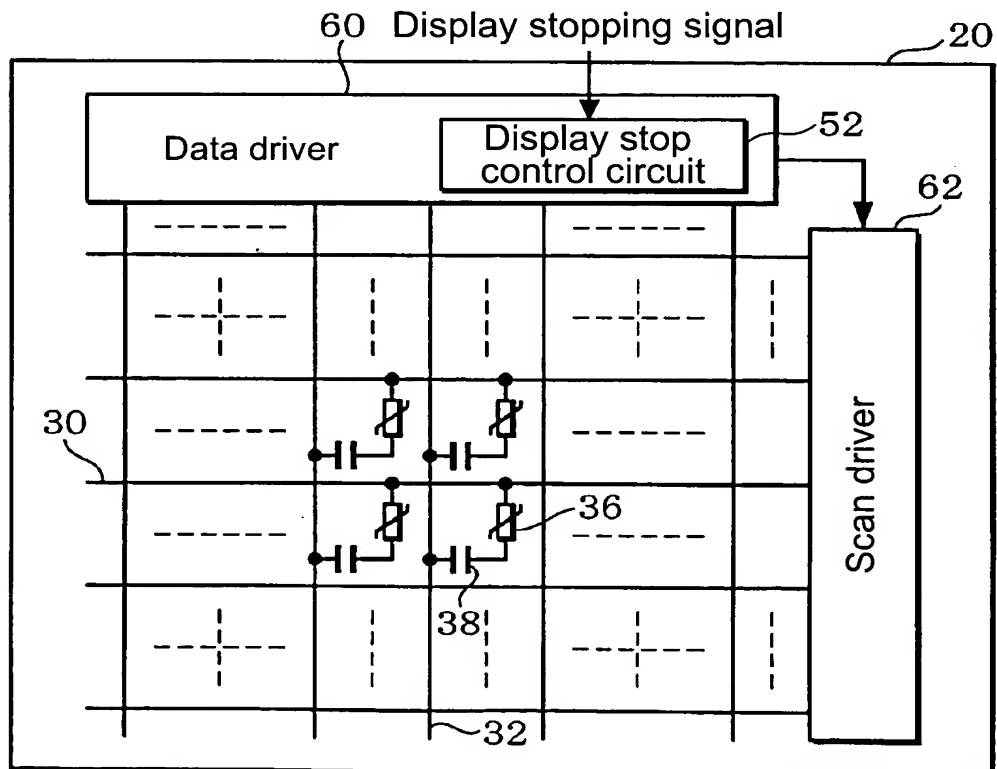 Display stopping signal
60
20
Data driver
Display stop
control circuit
52
62
30
36
38
32
Scan driver